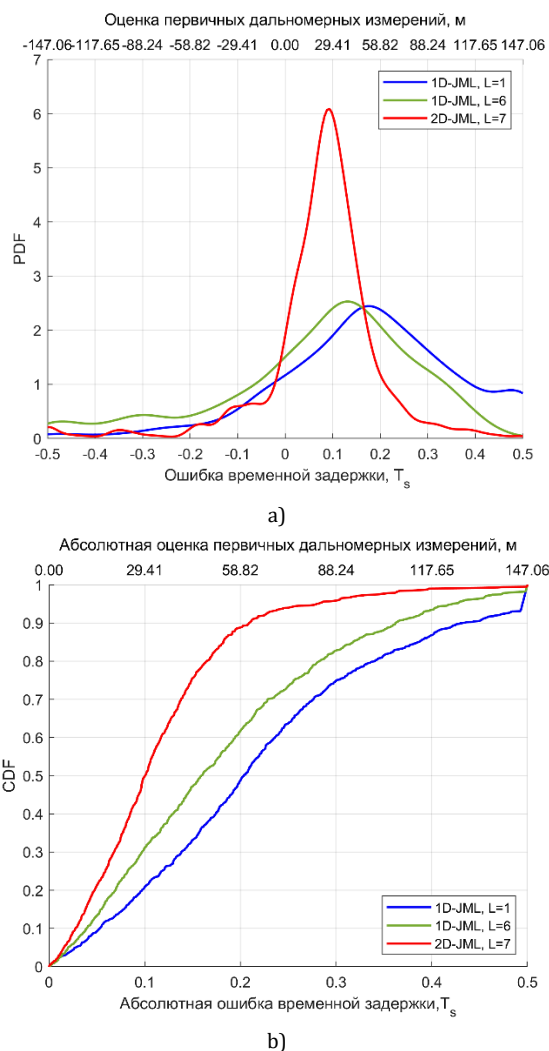 Оценка первичных дальномерных измерений, м
-147.06 -117.65 -88.24 -58.82 -29.41 0.00 29.41 58.82 88.24 117.65 147.06
7
6
5
4
3
2
1
0
PDF
1D-JML, L=1
1D-JML, L=6
2D-JML, L=7
-0.5 -0.4 -0.3 -0.2 -0.1 0 0.1 0.2 0.3 0.4 0.5
Ошибка временной задержки, T_s
а)
Абсолютная оценка первичных дальномерных измерений, м
0.00 29.41 58.82 88.24 117.65 147.06
1
0.9
0.8
0.7
0.6
0.5
0.4
0.3
0.2
0.1
0
CDF
1D-JML, L=1
1D-JML, L=6
2D-JML, L=7
0 0.1 0.2 0.3 0.4 0.5
Абсолютная ошибка временной задержки,T_s
b)